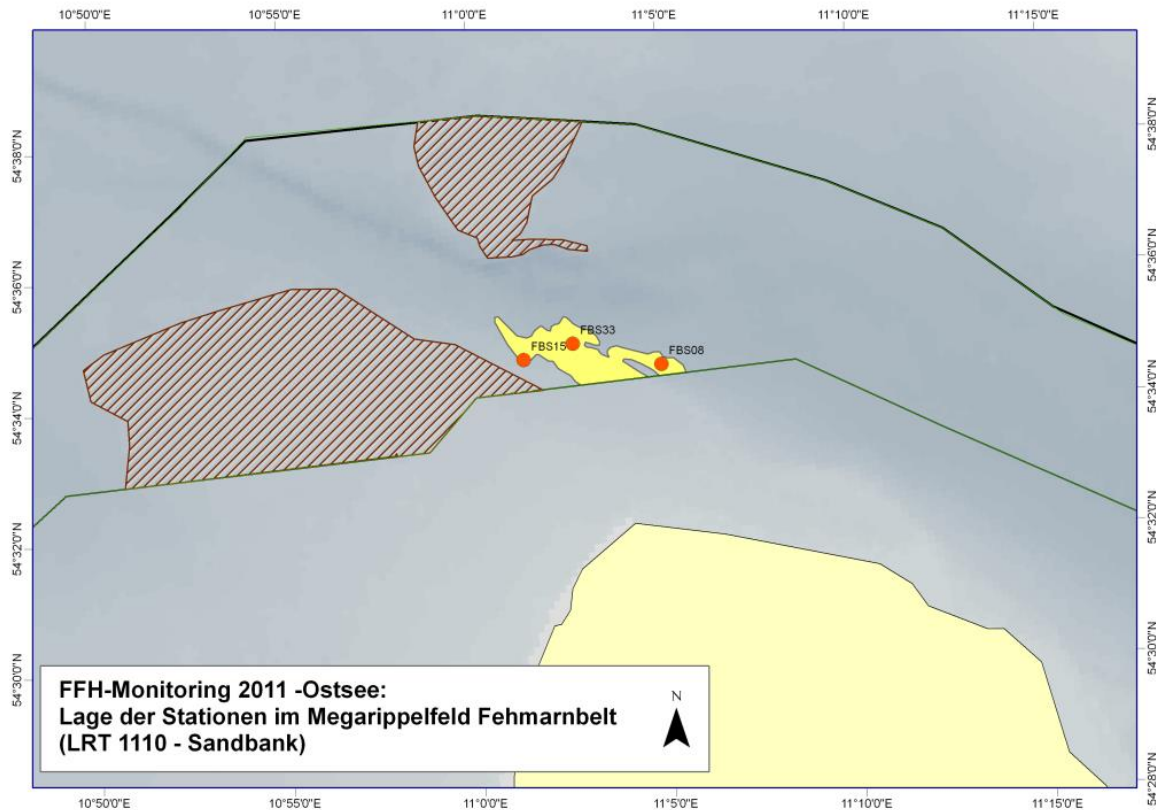 10°50'0"E 10°55'0"E 11°0'0"E 11°5'0"E 11°10'0"E 11°15'0"E
54°38'0"N 54°38'0"N
54°36'0"N 54°36'0"N
FBS33
FBS15 FBS08
54°34'0"N 54°34'0"N
54°32'0"N 54°32'0"N
54°30'0"N 54°30'0"N
FFH-Monitoring 2011 -Ostsee:
Lage der Stationen im Megarippelfeld Fehmarnbelt
(LRT 1110 - Sandbank)
N
54°28'0"N
10°50'0"E 10°55'0"E 11°0'0"E 11°5'0"E 11°10'0"E